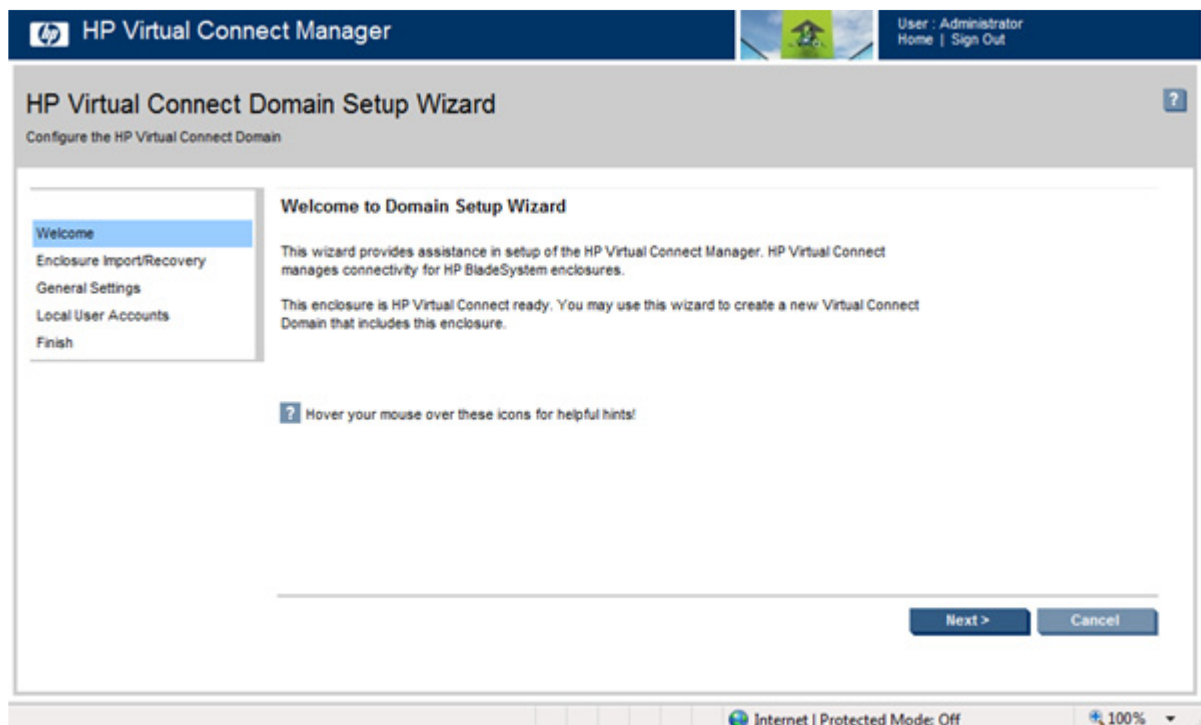 hp HP Virtual Connect Manager
User : Administrator
Home | Sign Out
HP Virtual Connect Domain Setup Wizard
?
Configure the HP Virtual Connect Domain
Welcome
Enclosure Import/Recovery
General Settings
Local User Accounts
Finish
Welcome to Domain Setup Wizard
This wizard provides assistance in setup of the HP Virtual Connect Manager. HP Virtual Connect
manages connectivity for HP BladeSystem enclosures.
This enclosure is HP Virtual Connect ready. You may use this wizard to create a new Virtual Connect
Domain that includes this enclosure.
? Hover your mouse over these icons for helpful hints!
Next >
Cancel
Internet | Protected Mode: Off
100%